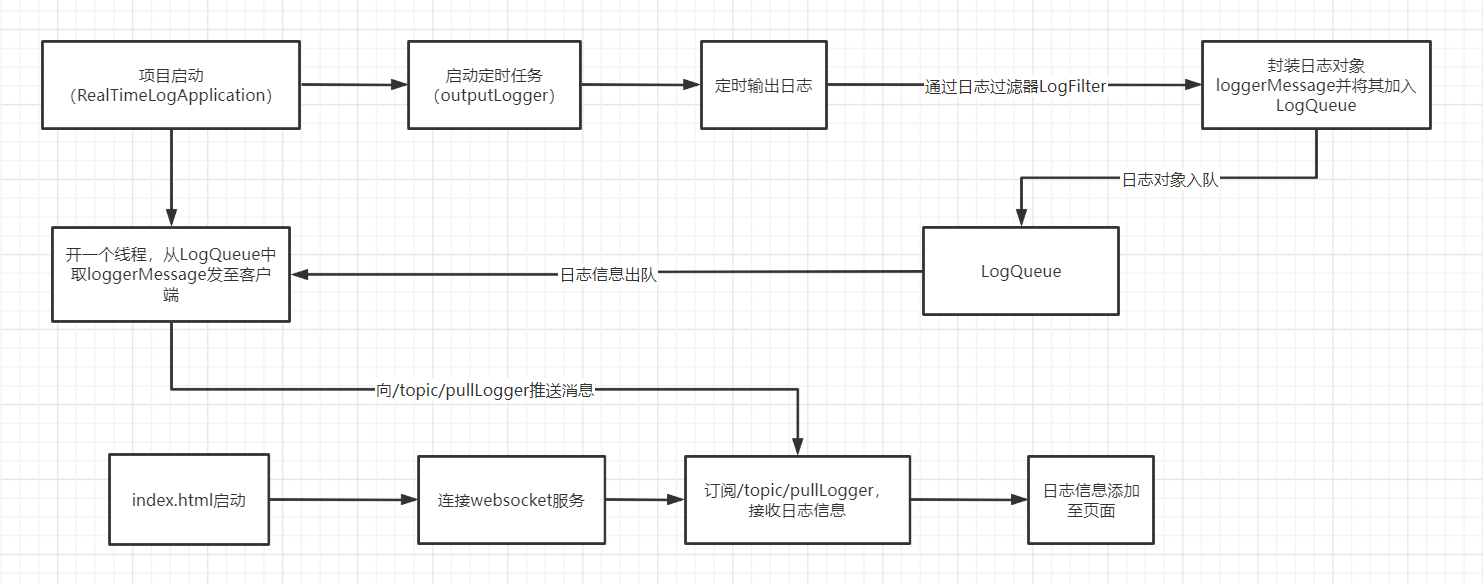 项目启动
（RealTimeLogApplication）
启动定时任务
（outputLogger）
定时输出日志
通过日志过滤器LogFilter
封装日志对象
loggerMessage并将其加入
LogQueue
日志对象入队
开一个线程，从LogQueue中
取loggerMessage发至客户
端
日志信息出队
LogQueue
向/topic/pullLogger推送消息
index.html启动
连接websocket服务
订阅/topic/pullLogger，
接收日志信息
日志信息添加
至页面